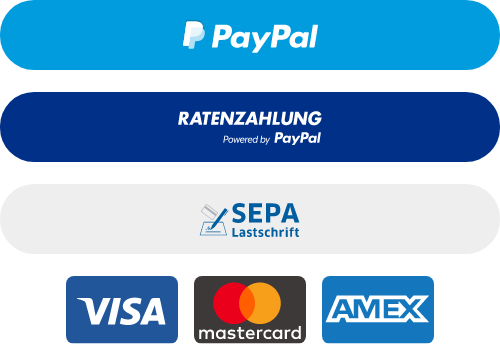 PayPal
RATENZAHLUNG
Powered by PayPal
SEPA
Lastschrift
VISA mastercard AMEX